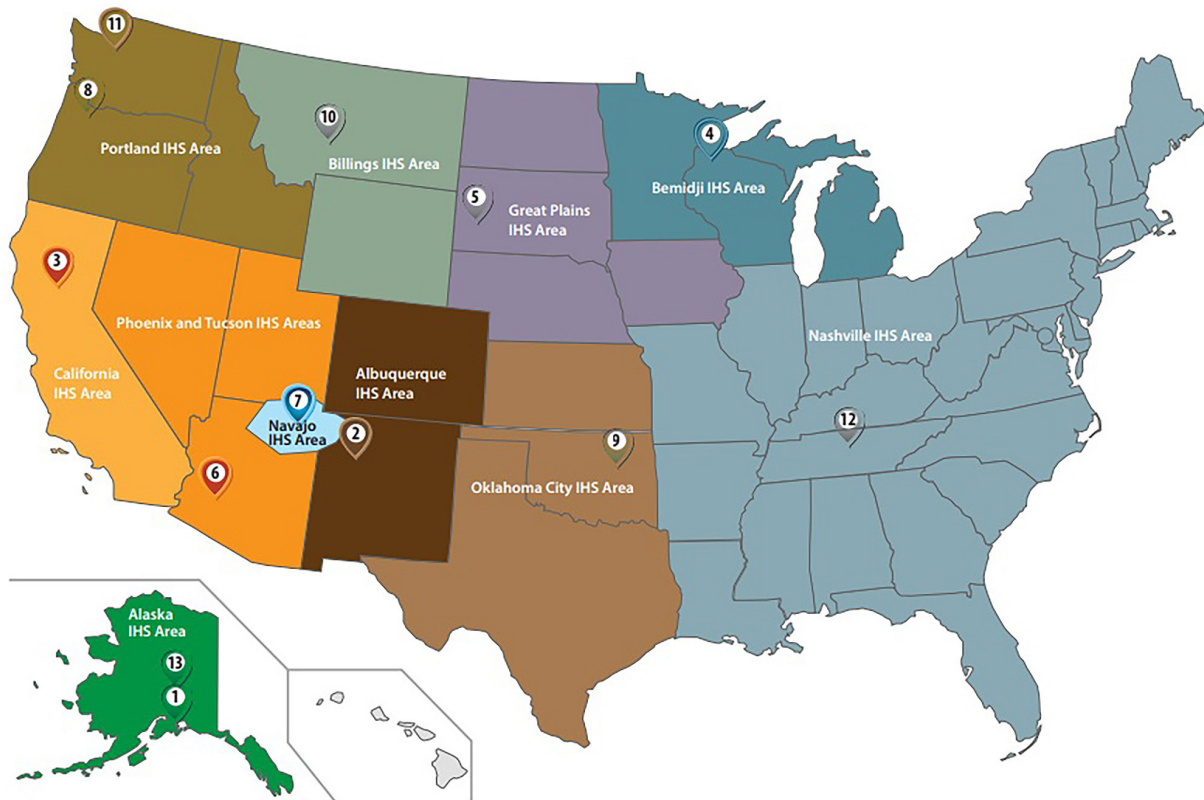 11
8
Portland IHS Area
10
Billings IHS Area
4
Bemidji IHS Area
5
Great Plains
IHS Area
3
Phoenix and Tucson IHS Areas
Nashville IHS Area
California
IHS Area
Albuquerque
IHS Area
7
Navajo
IHS Area
2
9
12
6
Oklahoma City IHS Area
Alaska
IHS Area
13
1